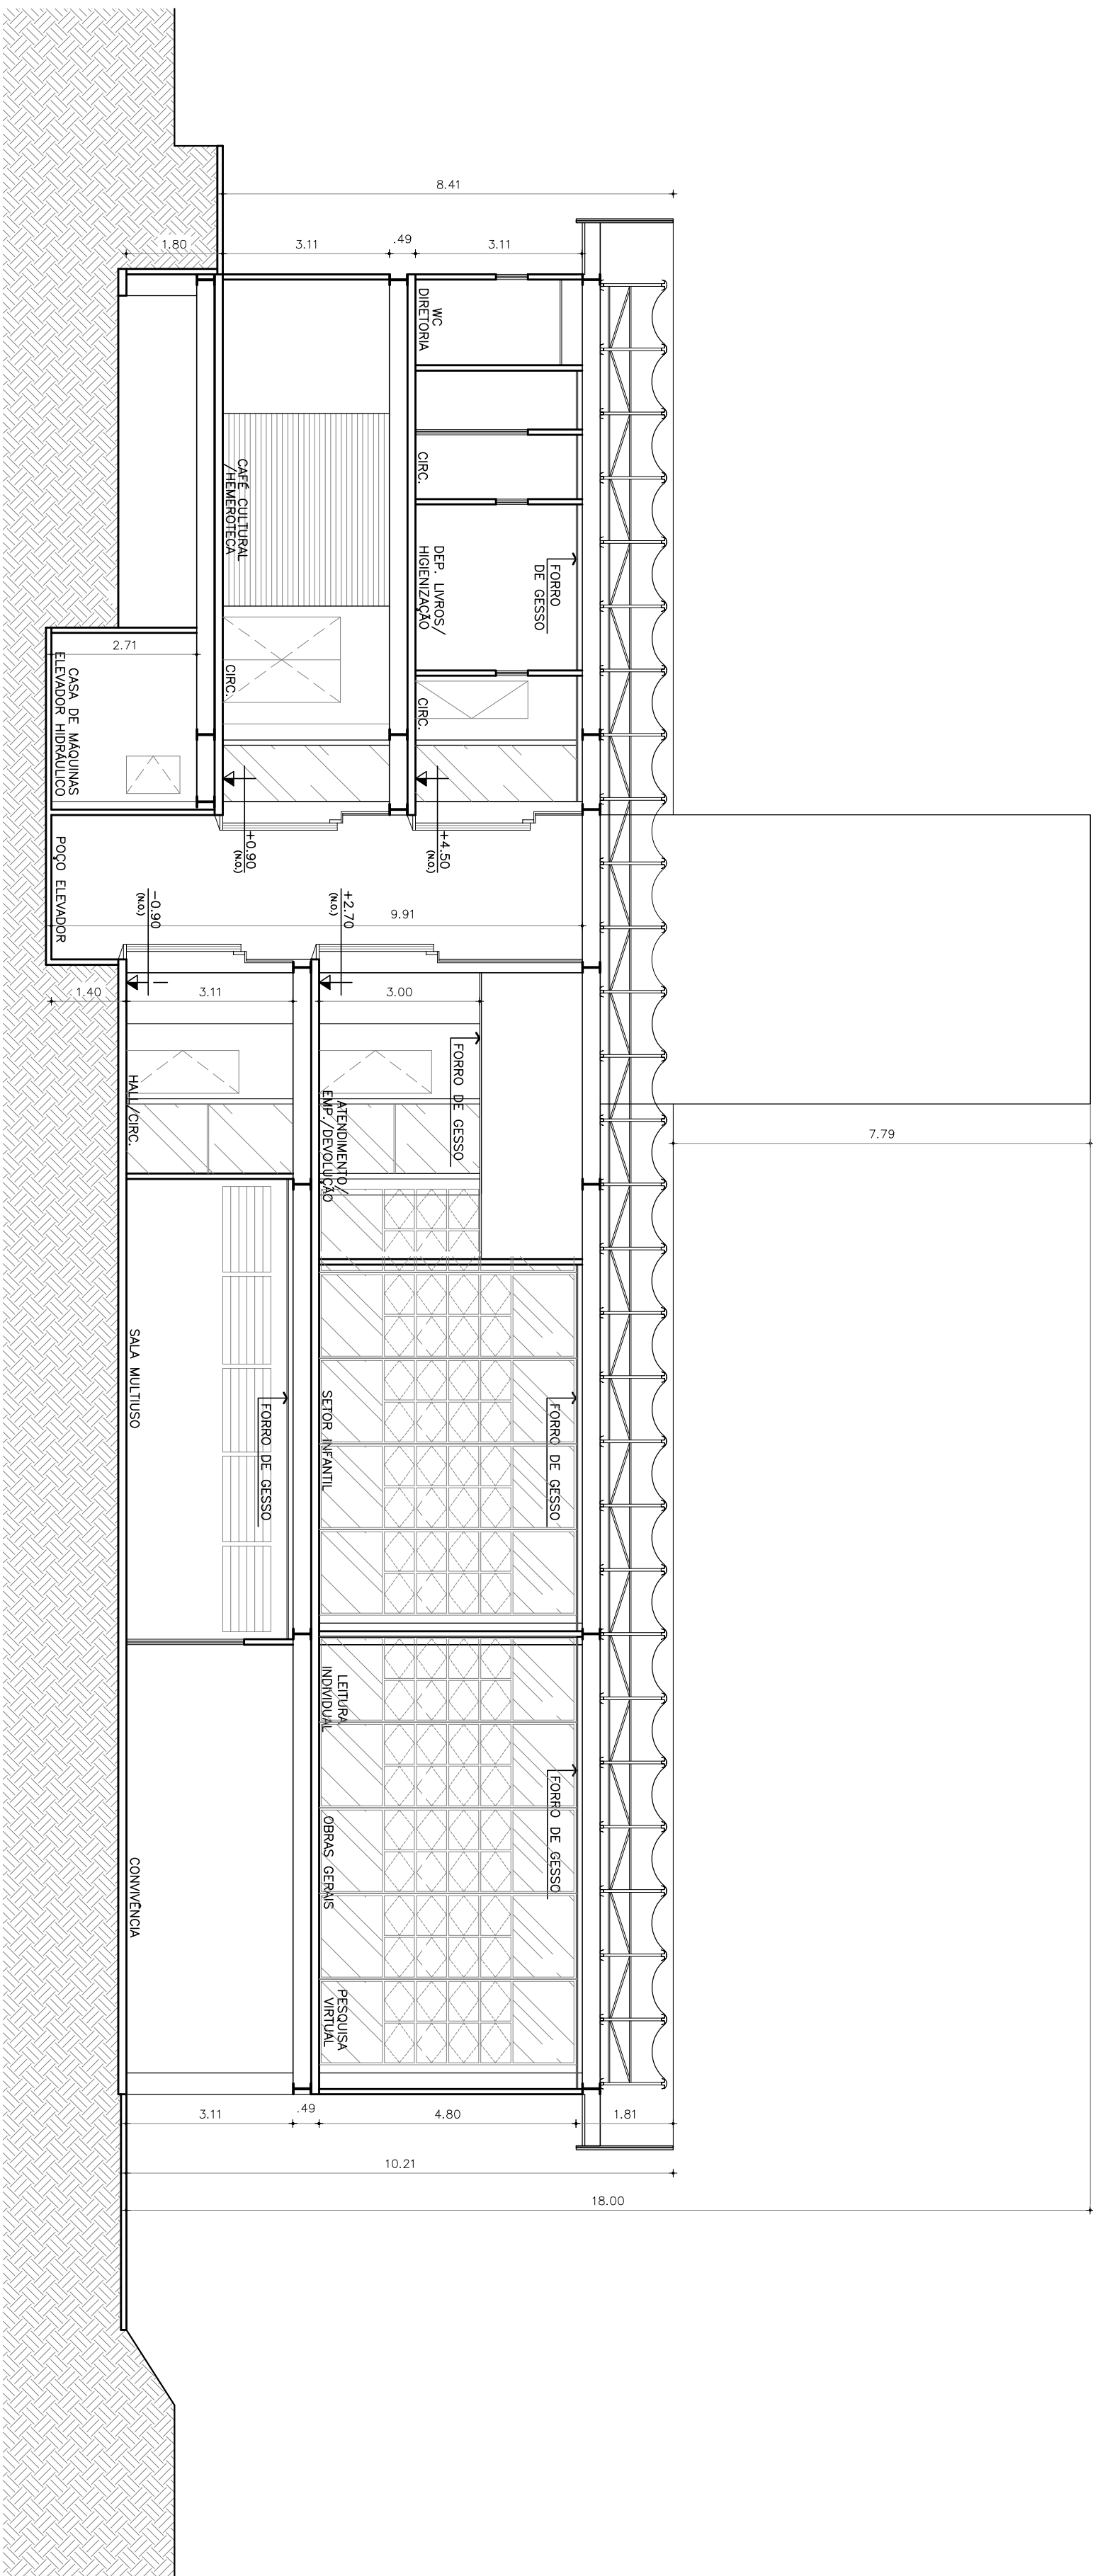 8.41
1.80
3.11
.49
3.11
WC
DIRETORIA
CIRC.
DEP. LIVROS/
HIGIENIZAÇÃO
FORRO
DE GESSO
CIRC.
CAFÉ CULTURAL
/HEMEROTECA
CIRC.
2.71
CASA DE MÁQUINAS
ELEVADOR HIDRÁULICO
+4.50
(N.O.)
+0.90
(N.O.)
POÇO ELEVADOR
9.91
+2.70
(N.O.)
-0.90
(N.O.)
1.40
3.11
3.00
FORRO DE GESSO
HALL/CIRC.
ATENDIMENTO/
EMP./DEVOLUÇÃO
7.79
SALA MULTIUSO
FORRO DE GESSO
SETOR INFANTIL
FORRO DE GESSO
LEITURA
INDIVIDUAL
OBRAS GERAIS
FORRO DE GESSO
PESQUISA
VIRTUAL
CONVIVÊNCIA
3.11
.49
4.80
1.81
10.21
18.00